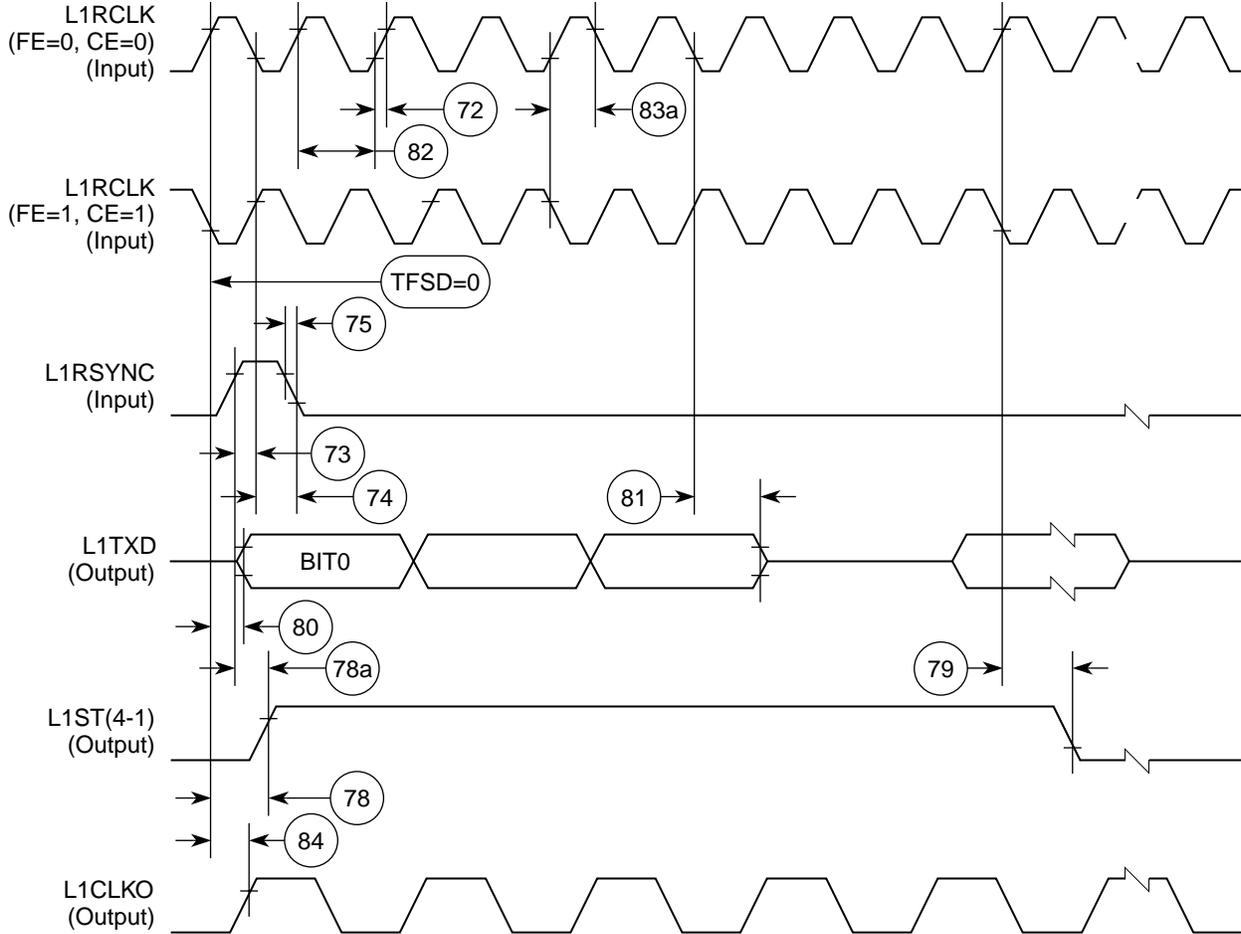 L1RCLK
(FE=0, CE=0)
(Input)
72
83a
82
L1RCLK
(FE=1, CE=1)
(Input)
TFSD=0
75
L1RSYNC
(Input)
73
74
81
L1TXD
(Output)
BIT0
80
78a
79
L1ST(4-1)
(Output)
78
84
L1CLKO
(Output)